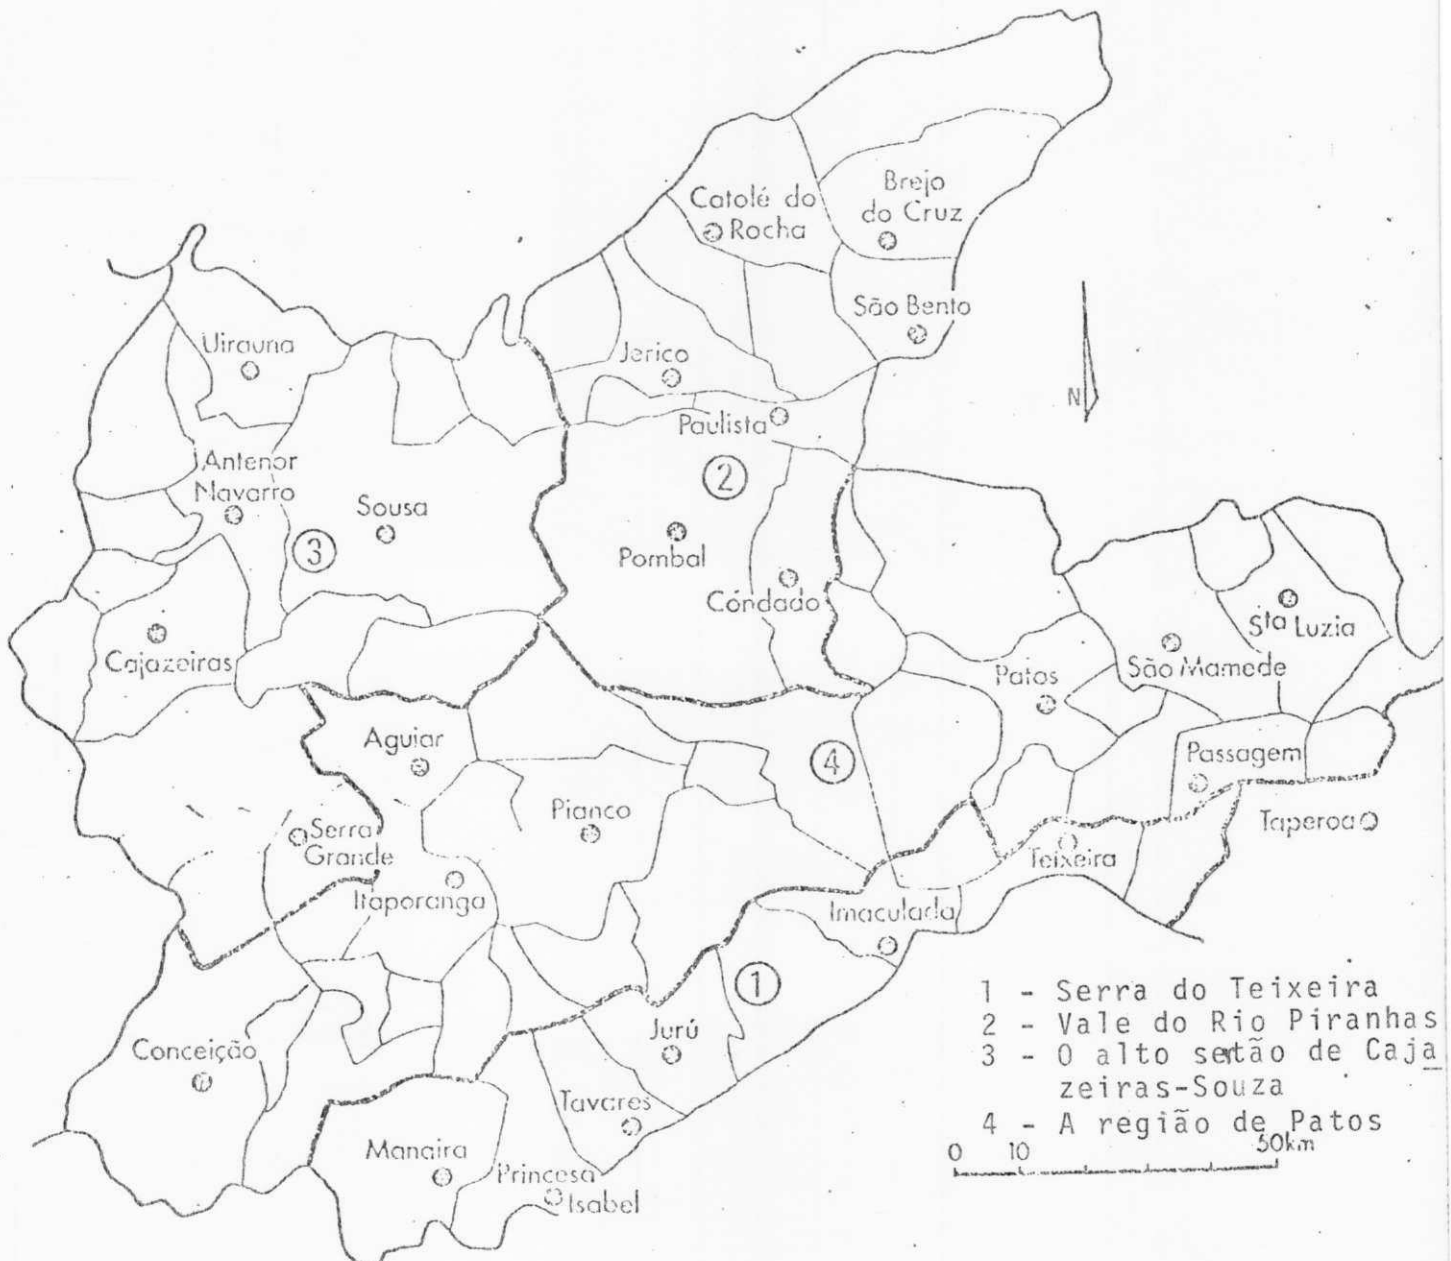 Catolé do
Rocha
Brejo
do Cruz
São Bento
Uirauna
Jerico
N
Paulista
Antenor
Navarro
2
Sousa
3
Pombal
Cóndado
Sta Luzia
Cajazeiras
São Mamede
Patos
Aguiar
4
Passagem
Pianco
Taperoa
Serra
Grande
Teixeira
Itaporanga
Imaculada
1
Jurú
Conceição
Tavares
Manaira
Princesa
Isabel
1 - Serra do Teixeira
2 - Vale do Rio Piranhas
3 - O alto sertão de Caja
zeiras-Souza
4 - A região de Patos
0 10 50km